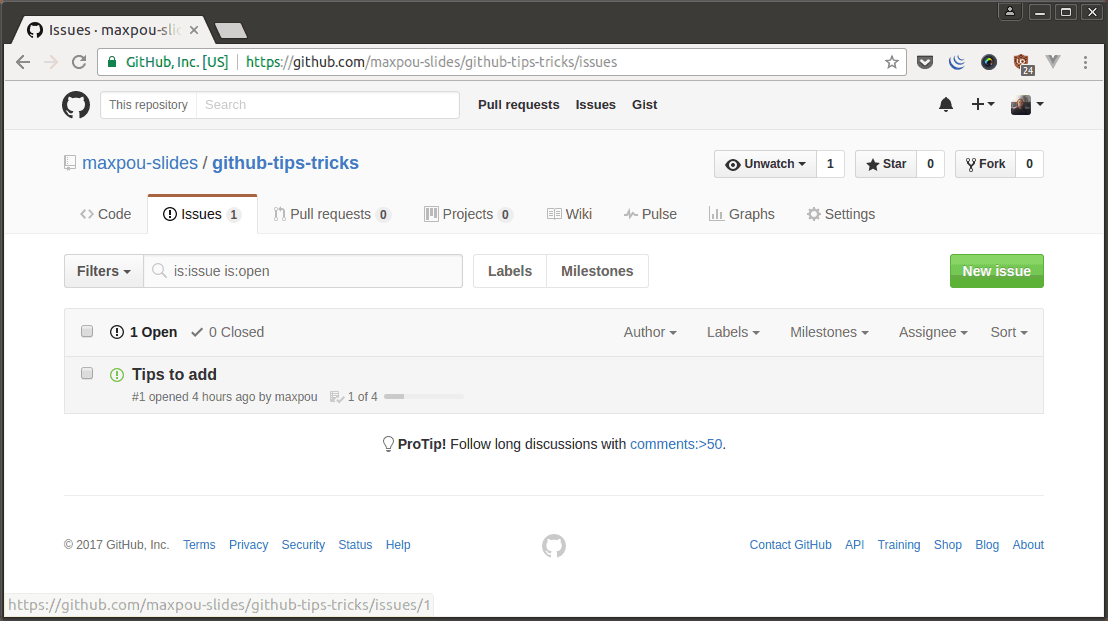 Issues · maxpou-slid
GitHub, Inc. [US] https://github.com/maxpou-slides/github-tips-tricks/issues
24
This repository Search Pull requests Issues Gist
maxpou-slides / github-tips-tricks Unwatch 1 Star 0 Fork 0
Code Issues 1 Pull requests 0 Projects 0 Wiki Pulse Graphs Settings
Filters is:issue is:open Labels Milestones New issue
1 Open 0 Closed Author Labels Milestones Assignee Sort
Tips to add
#1 opened 4 hours ago by maxpou 1 of 4
ProTip! Follow long discussions with comments:>50.
© 2017 GitHub, Inc. Terms Privacy Security Status Help Contact GitHub API Training Shop Blog About
https://github.com/maxpou-slides/github-tips-tricks/issues/1